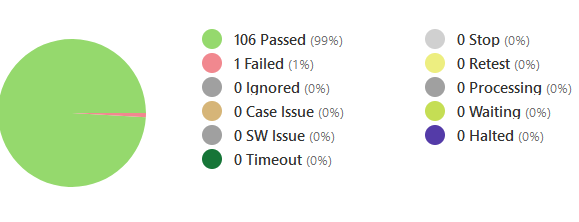 106 Passed (99%)
1 Failed (1%)
0 Ignored (0%)
0 Case Issue (0%)
0 SW Issue (0%)
0 Timeout (0%)
0 Stop (0%)
0 Retest (0%)
0 Processing (0%)
0 Waiting (0%)
0 Halted (0%)